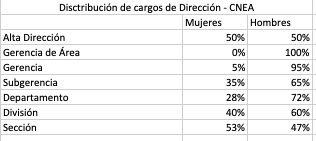 Disctribución de cargos de Dirección - CNEA
Mujeres Hombres
Alta Dirección 50% 50%
Gerencia de Área 0% 100%
Gerencia 5% 95%
Subgerencia 35% 65%
Departamento 28% 72%
División 40% 60%
Sección 53% 47%